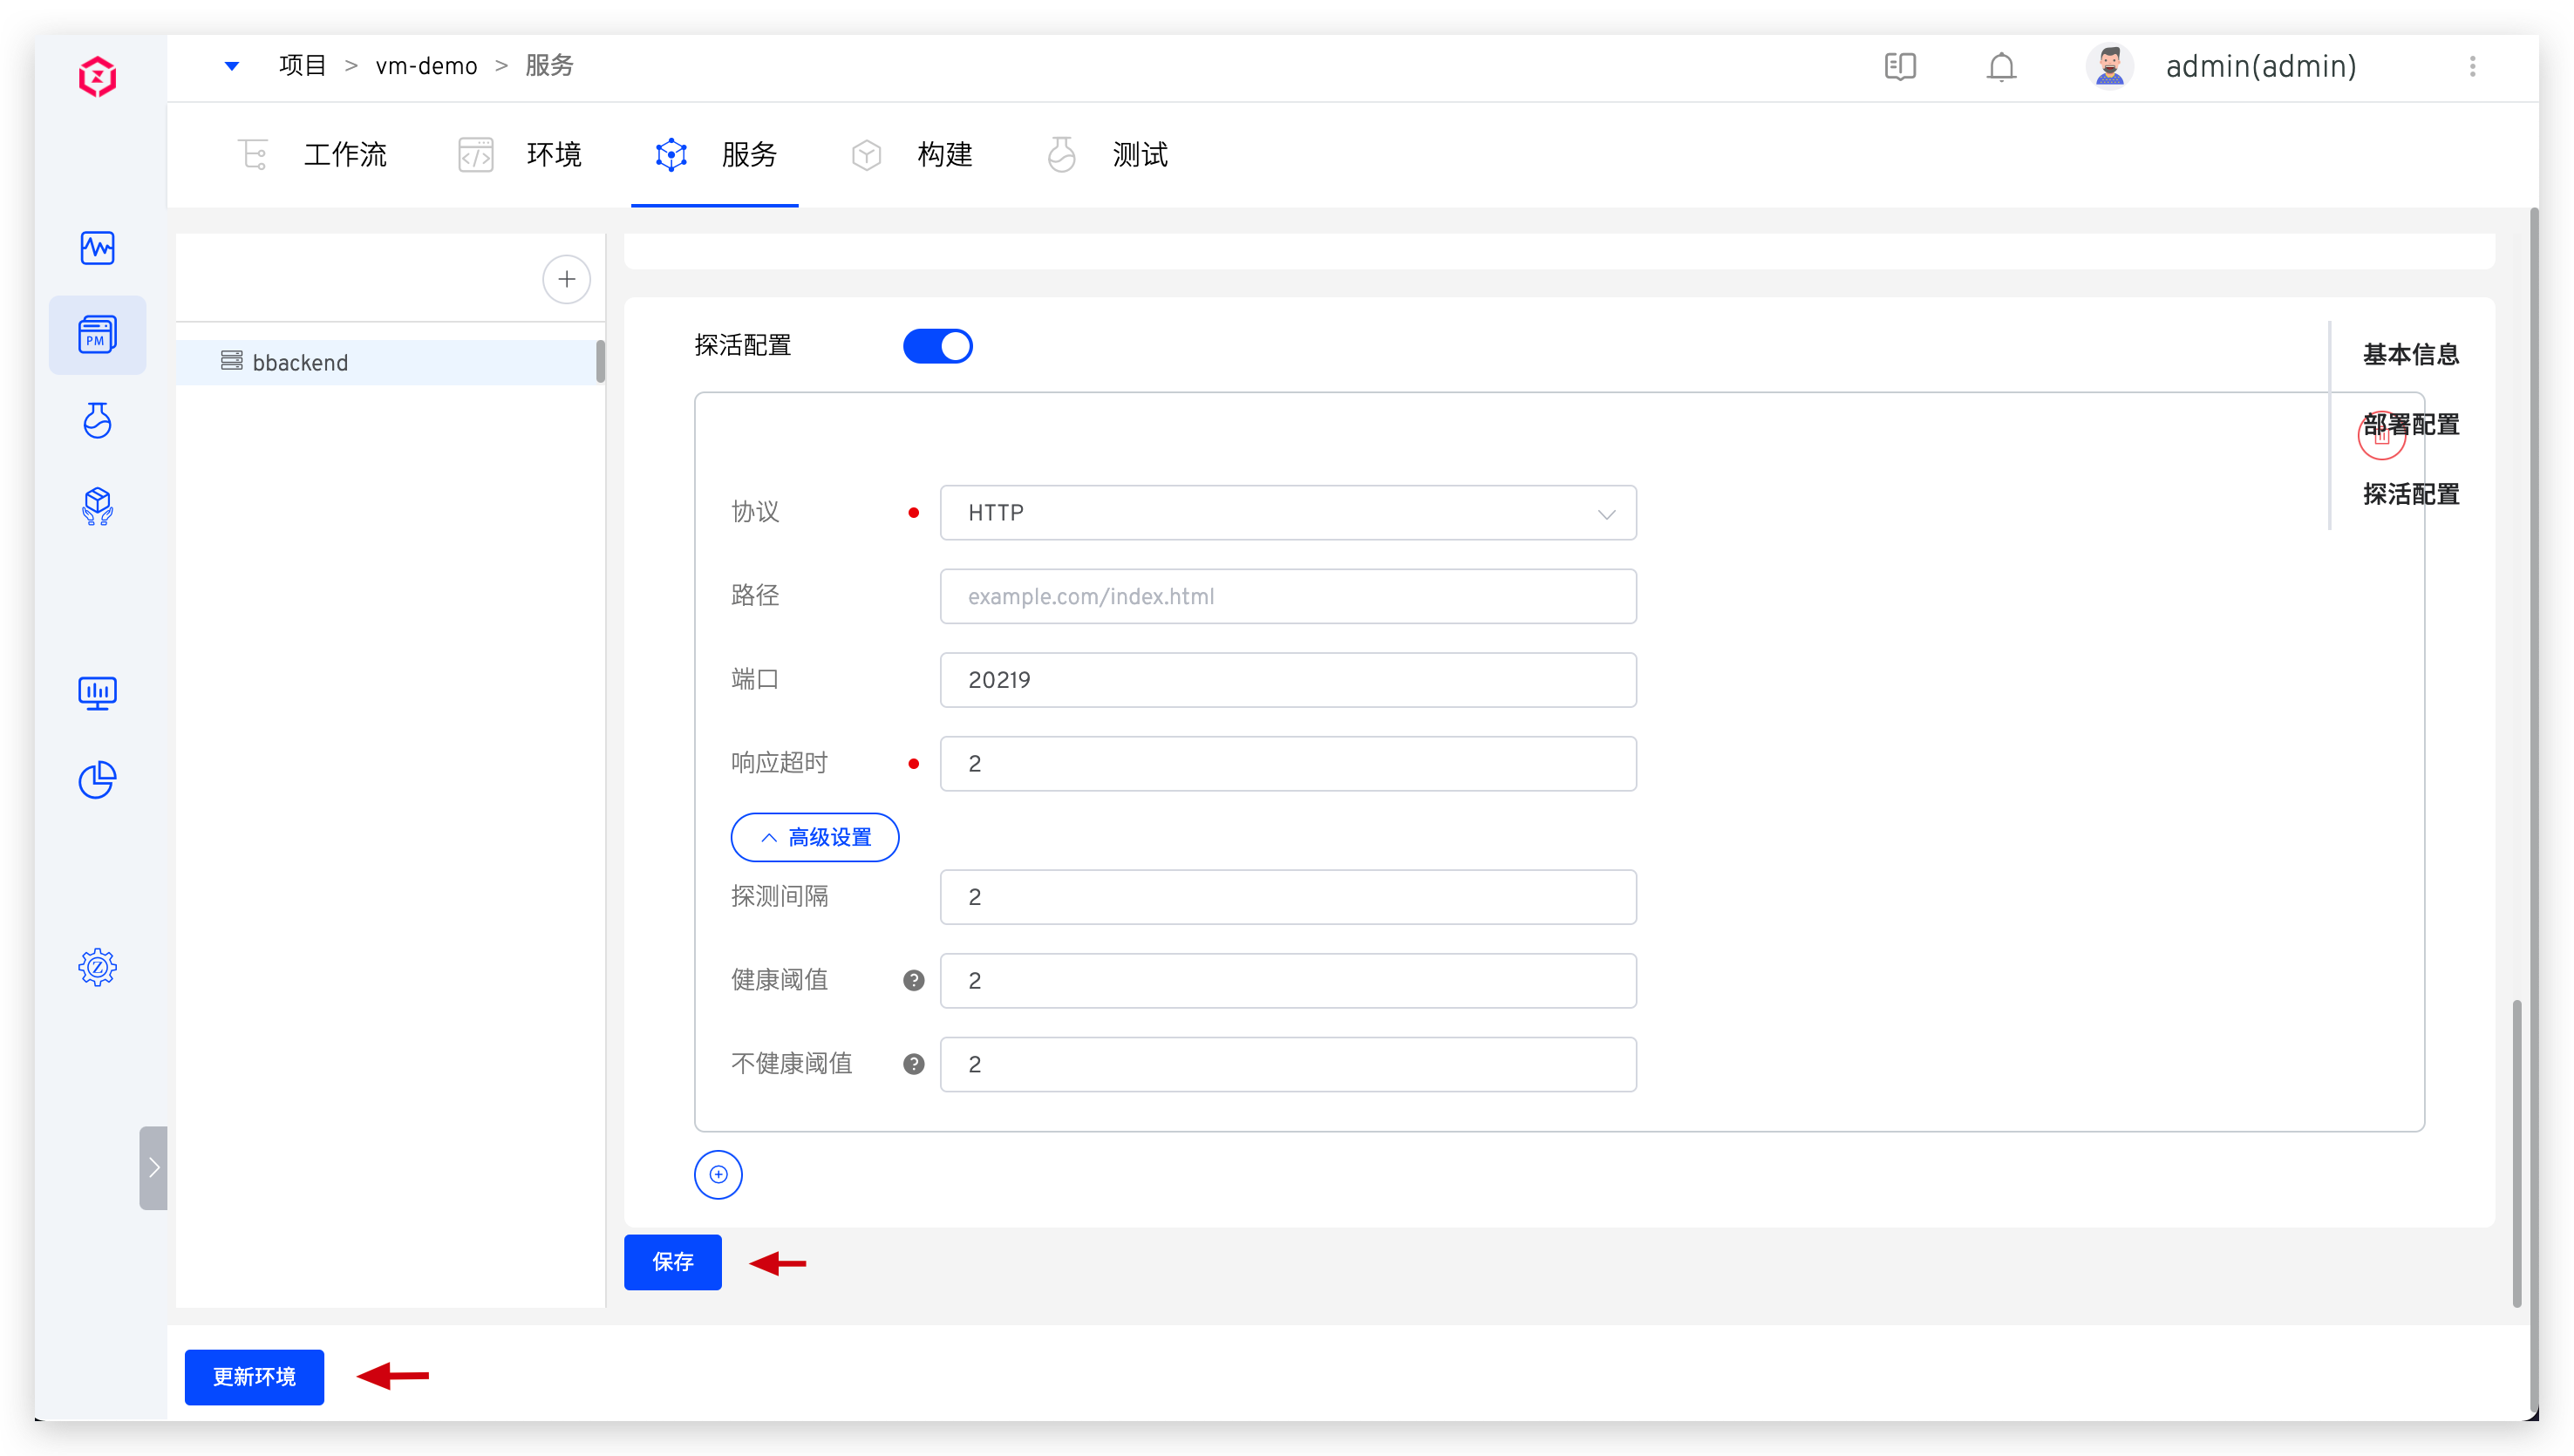 项目 > vm-demo > 服务
admin(admin)
工作流 环境 服务 构建 测试
PM
bbackend
探活配置
基本信息
部署配置
探活配置
协议 HTTP
路径 example.com/index.html
端口 20219
响应超时 2
高级设置
探测间隔 2
健康阈值 ? 2
不健康阈值 ? 2
保存
更新环境